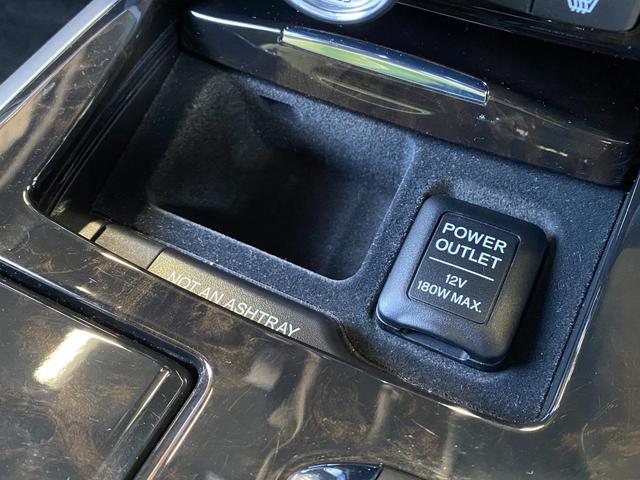 POWER
OUTLET
12V
180W MAX.
NOT AN ASHTRAY